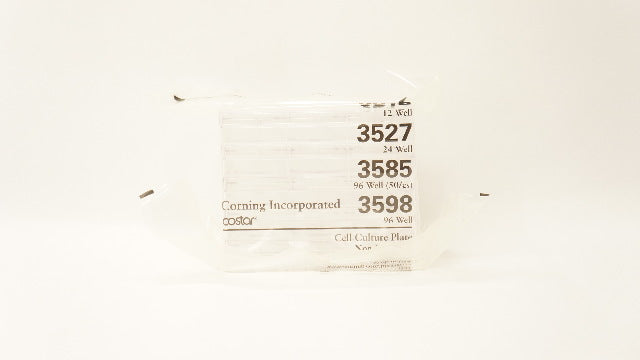 12 Well
3527
24 Well
3585
96 Well (50/cs)
Corning Incorporated
3598
costar
96 Well
Cell Culture Plate